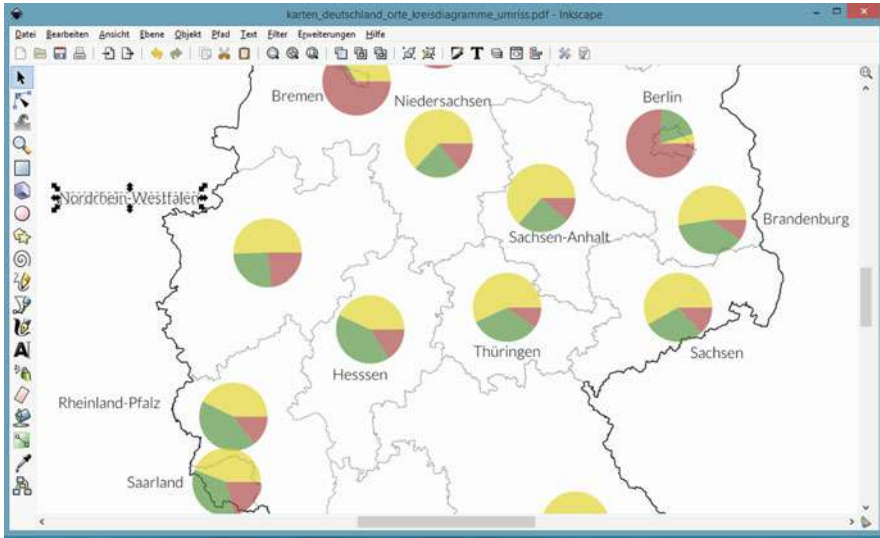 karten_deutschland_orte_kreisdiagramme_umriss.pdf - Inkscape
Datei Bearbeiten Ansicht Ebene Objekt Pfad Text Filter Erweiterungen Hilfe
Bremen
Niedersachsen
Berlin
Nordrhein-Westfalen
Sachsen-Anhalt
Brandenburg
Thüringen
Sachsen
Hesssen
Rheinland-Pfalz
Saarland